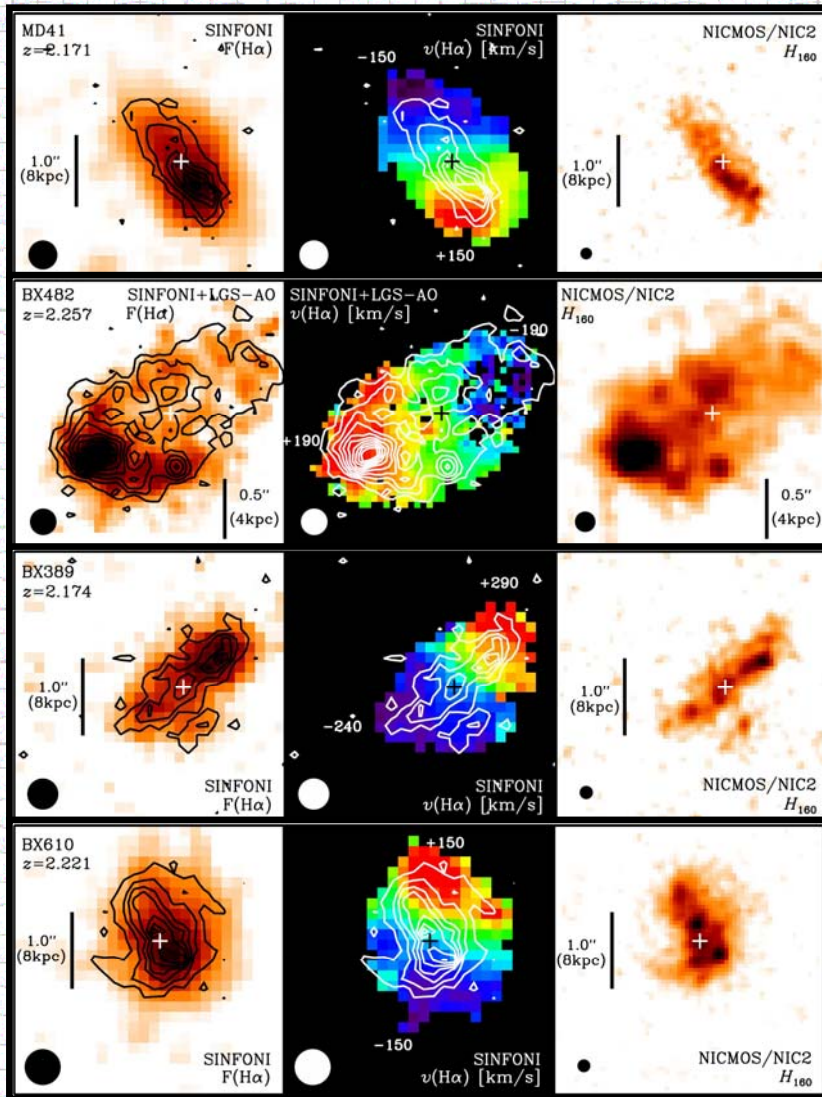 MD41
z=2.171
SINFONI
F(Hα)
1.0"
(8kpc)
SINFONI
v(Hα) [km/s]
-150
+150
NICMOS/NIC2
H160
1.0"
(8kpc)
BX482
z=2.257
SINFONI+LGS-AO
F(Hα)
0.5"
(4kpc)
SINFONI+LGS-AO
v(Hα) [km/s]
-190
+190
NICMOS/NIC2
H160
0.5"
(4kpc)
BX389
z=2.174
1.0"
(8kpc)
SINFONI
F(Hα)
+290
-240
SINFONI
v(Hα) [km/s]
1.0"
(8kpc)
NICMOS/NIC2
H160
BX610
z=2.221
1.0"
(8kpc)
SINFONI
F(Hα)
+150
-150
SINFONI
v(Hα) [km/s]
1.0"
(8kpc)
NICMOS/NIC2
H160